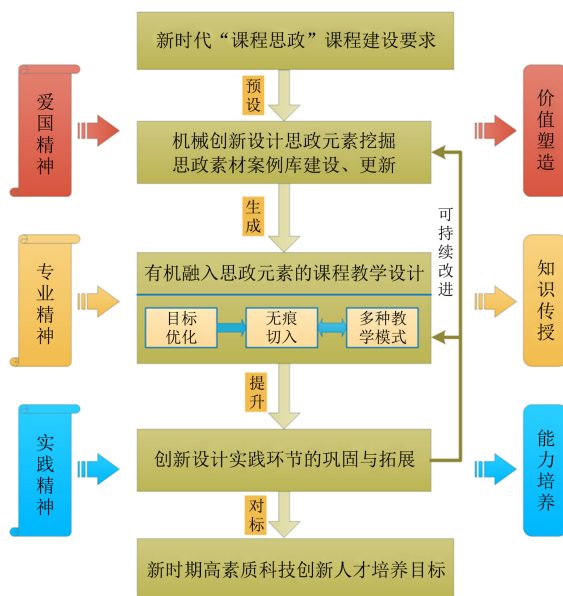 新时代“课程思政”课程建设要求
预设
爱国精神
价值塑造
机械创新设计思政元素挖掘
思政素材案例库建设、更新
生成
可持续改进
专业精神
知识传授
有机融入思政元素的课程教学设计
目标
优化
无痕
切入
多种教
学模式
提升
实践精神
能力培养
创新设计实践环节的巩固与拓展
对标
新时期高素质科技创新人才培养目标